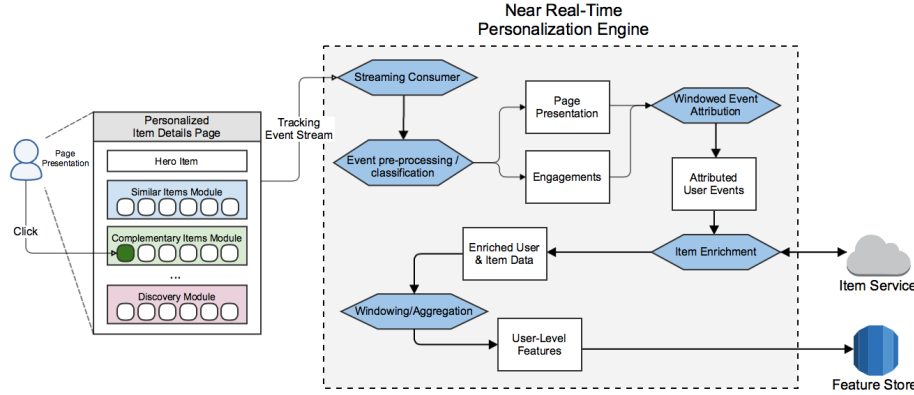 Near Real-Time
Personalization Engine
Streaming Consumer
Page
Presentation
Windowed Event
Attribution
Tracking
Event Stream
Personalized
Item Details Page
Page
Presentation
Hero Item
Event pre-processing /
classification
Engagements
Attributed
User Events
Similar Items Module
Click
Complementary Items Module
Enriched User
& Item Data
Item Enrichment
...
Item Service
Discovery Module
Windowing/Aggregation
User-Level
Features
Feature Store